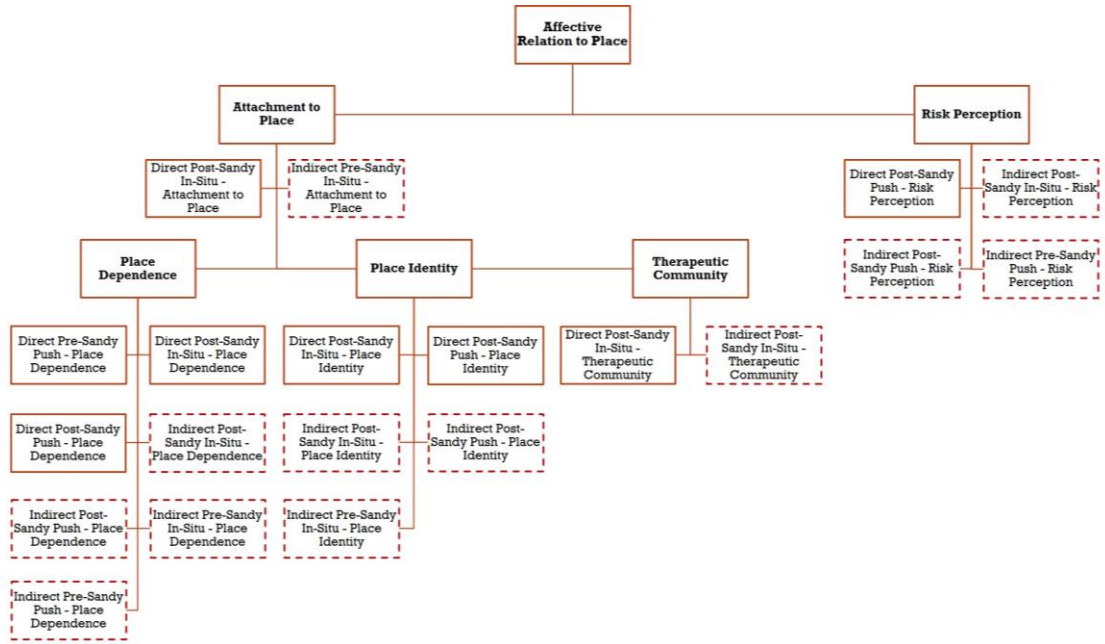 Affective
Relation to Place
Attachment to
Place
Risk Perception
Direct Post-Sandy
In-Situ -
Attachment to
Place
Indirect Pre-Sandy
In-Situ -
Attachment to
Place
Direct Post-Sandy
Push - Risk
Perception
Indirect Post-
Sandy In-Situ - Risk
Perception
Indirect Post-
Sandy Push - Risk
Perception
Indirect Pre-Sandy
Push - Risk
Perception
Place
Dependence
Place Identity
Therapeutic
Community
Direct Pre-Sandy
Push - Place
Dependence
Direct Post-Sandy
In-Situ - Place
Dependence
Direct Post-Sandy
In-Situ - Place
Identity
Direct Post-Sandy
Push - Place
Identity
Direct Post-Sandy
In-Situ -
Therapeutic
Community
Indirect Post-
Sandy In-Situ -
Therapeutic
Community
Direct Post-Sandy
Push - Place
Dependence
Indirect Post-
Sandy In-Situ -
Place Dependence
Indirect Post-
Sandy In-Situ -
Place Identity
Indirect Post-
Sandy Push - Place
Identity
Indirect Post-
Sandy Push - Place
Dependence
Indirect Pre-Sandy
In-Situ - Place
Dependence
Indirect Pre-Sandy
In-Situ - Place
Identity
Indirect Pre-Sandy
Push - Place
Dependence